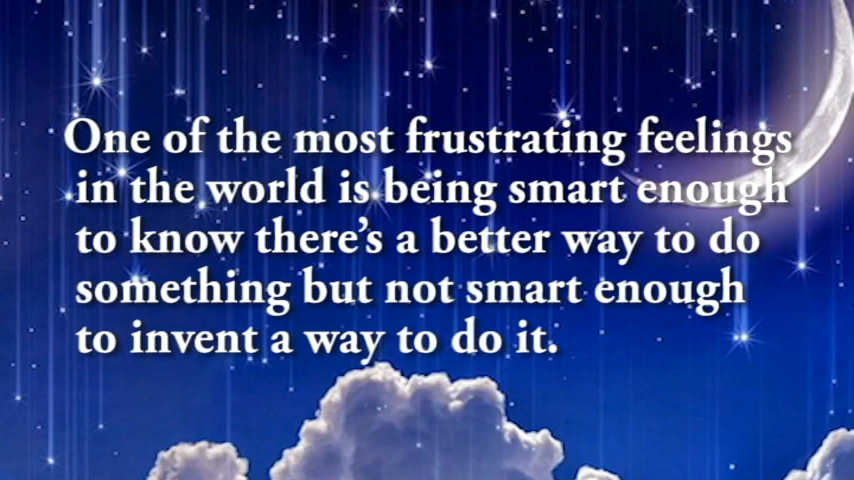 One of the most frustrating feelings
in the world is being smart enough
to know there’s a better way to do
something but not smart enough
to invent a way to do it.